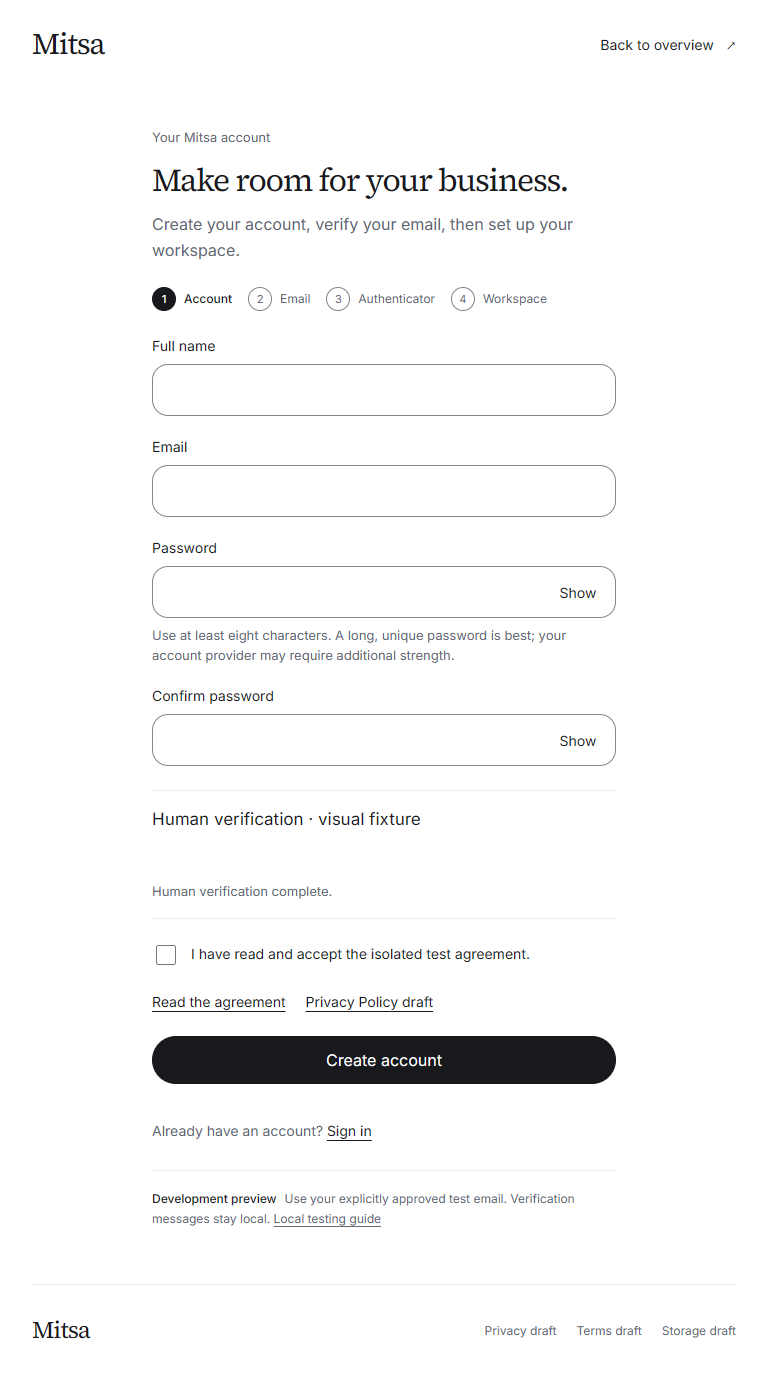 Mitsa
Back to overview ↗
Your Mitsa account
Make room for your business.
Create your account, verify your email, then set up your
workspace.
1 Account 2 Email 3 Authenticator 4 Workspace
Full name
Email
Password
Show
Use at least eight characters. A long, unique password is best; your
account provider may require additional strength.
Confirm password
Show
Human verification · visual fixture
Human verification complete.
I have read and accept the isolated test agreement.
Read the agreement Privacy Policy draft
Create account
Already have an account? Sign in
Development preview Use your explicitly approved test email. Verification
messages stay local. Local testing guide
Mitsa
Privacy draft Terms draft Storage draft